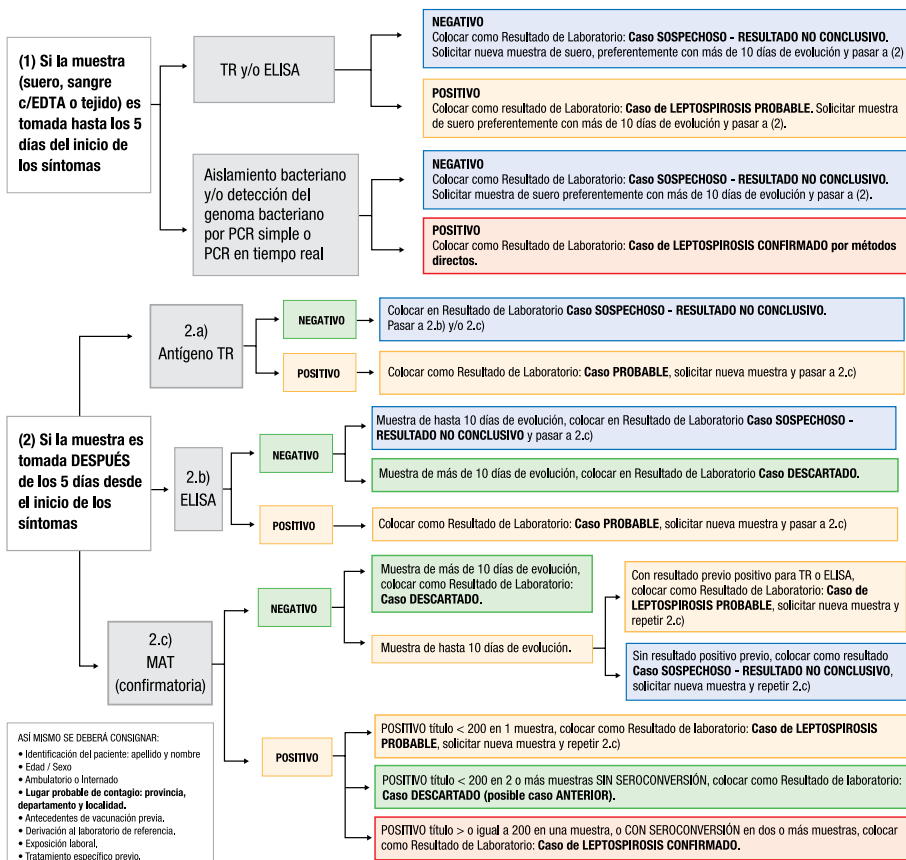 (1) Si la muestra
(suero, sangre
c/EDTA o tejido) es
tomada hasta los 5
días del inicio de
los síntomas
TR y/o ELISA
NEGATIVO
Colocar como Resultado de Laboratorio: Caso SOSPECHOSO - RESULTADO NO CONCLUSIVO.
Solicitar nueva muestra de suero, preferentemente con más de 10 días de evolución y pasar a (2)
POSITIVO
Colocar como resultado de Laboratorio: Caso de LEPTOSPIROSIS PROBABLE. Solicitar muestra
de suero preferentemente con más de 10 días de evolución y pasar a (2).
Aislamiento bacteriano
y/o detección del
genoma bacteriano
por PCR simple o
PCR en tiempo real
NEGATIVO
Colocar como Resultado de Laboratorio: Caso SOSPECHOSO - RESULTADO NO CONCLUSIVO.
Solicitar muestra de suero preferentemente con más de 10 días de evolución y pasar a (2).
POSITIVO
Colocar como Resultado de Laboratorio: Caso de LEPTOSPIROSIS CONFIRMADO por métodos
directos.
(2) Si la muestra es
tomada DESPUÉS
de los 5 días desde
el inicio de los
síntomas
2.a)
Antígeno TR
NEGATIVO
Colocar en Resultado de Laboratorio Caso SOSPECHOSO - RESULTADO NO CONCLUSIVO.
Pasar a 2.b) y/o 2.c)
POSITIVO
Colocar como Resultado de Laboratorio: Caso PROBABLE, solicitar nueva muestra y pasar a 2.c)
2.b)
ELISA
NEGATIVO
Muestra de hasta 10 días de evolución, colocar en Resultado de Laboratorio Caso SOSPECHOSO -
RESULTADO NO CONCLUSIVO y pasar a 2.c)
Muestra de más de 10 días de evolución, colocar en Resultado de Laboratorio Caso DESCARTADO.
POSITIVO
Colocar como Resultado de Laboratorio: Caso PROBABLE, solicitar nueva muestra y pasar a 2.c)
2.c)
MAT
(confirmatoria)
NEGATIVO
Muestra de más de 10 días de evolución,
colocar como Resultado de Laboratorio:
Caso DESCARTADO.
Muestra de hasta 10 días de evolución.
Con resultado previo positivo para TR o ELISA,
colocar como Resultado de Laboratorio: Caso de
LEPTOSPIROSIS PROBABLE, solicitar nueva muestra y
repetir 2.c)
Sin resultado positivo previo, colocar como resultado
Caso SOSPECHOSO - RESULTADO NO CONCLUSIVO,
solicitar nueva muestra y repetir 2.c)
POSITIVO
POSITIVO título < 200 en 1 muestra, colocar como Resultado de laboratorio: Caso de LEPTOSPIROSIS
PROBABLE, solicitar nueva muestra y repetir 2.c)
POSITIVO título < 200 en 2 o más muestras SIN SEROCONVERSIÓN, colocar como Resultado de laboratorio:
Caso DESCARTADO (posible caso ANTERIOR).
POSITIVO título > o igual a 200 en una muestra, o CON SEROCONVERSIÓN en dos o más muestras, colocar
como Resultado de Laboratorio: Caso de LEPTOSPIROSIS CONFIRMADO.
ASÍ MISMO SE DEBERÁ CONSIGNAR:
• Identificación del paciente: apellido y nombre
• Edad / Sexo
• Ambulatorio o Internado
• Lugar probable de contagio: provincia,
departamento y localidad.
• Antecedentes de vacunación previa.
• Derivación al laboratorio de referencia.
• Exposición laboral.
• Tratamiento específico previo.